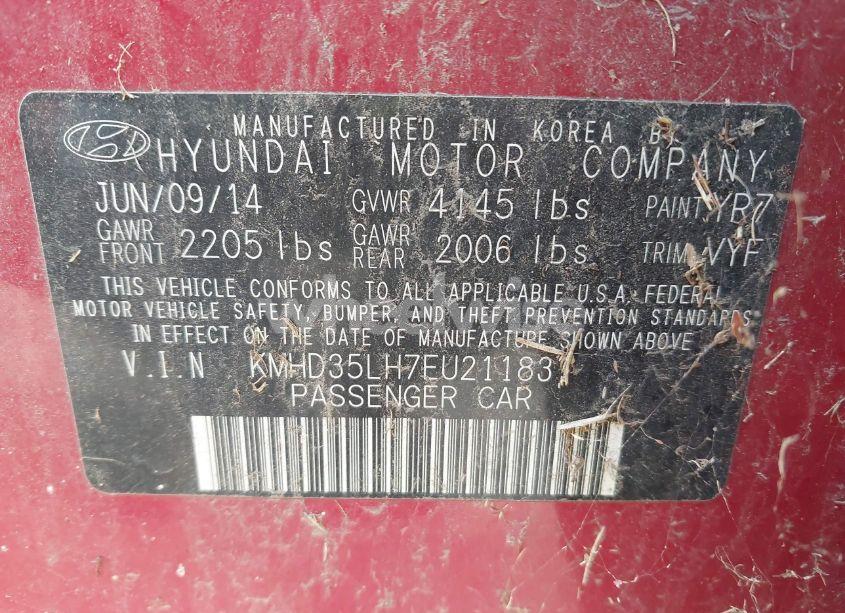 MANUFACTURED IN KOREA BY
HYUNDAI MOTOR COMPANY
JUN/09/14 GVWR 4145 lbs PAINT YR7
GAWR FRONT 2205 lbs GAWR REAR 2006 lbs TRIM VYF
THIS VEHICLE CONFORMS TO ALL APPLICABLE U.S.A. FEDERAL
MOTOR VEHICLE SAFETY, BUMPER, AND THEFT PREVENTION STANDARDS
IN EFFECT ON THE DATE OF MANUFACTURE SHOWN ABOVE
V.I.N KMHD35LH7EU21183
PASSENGER CAR